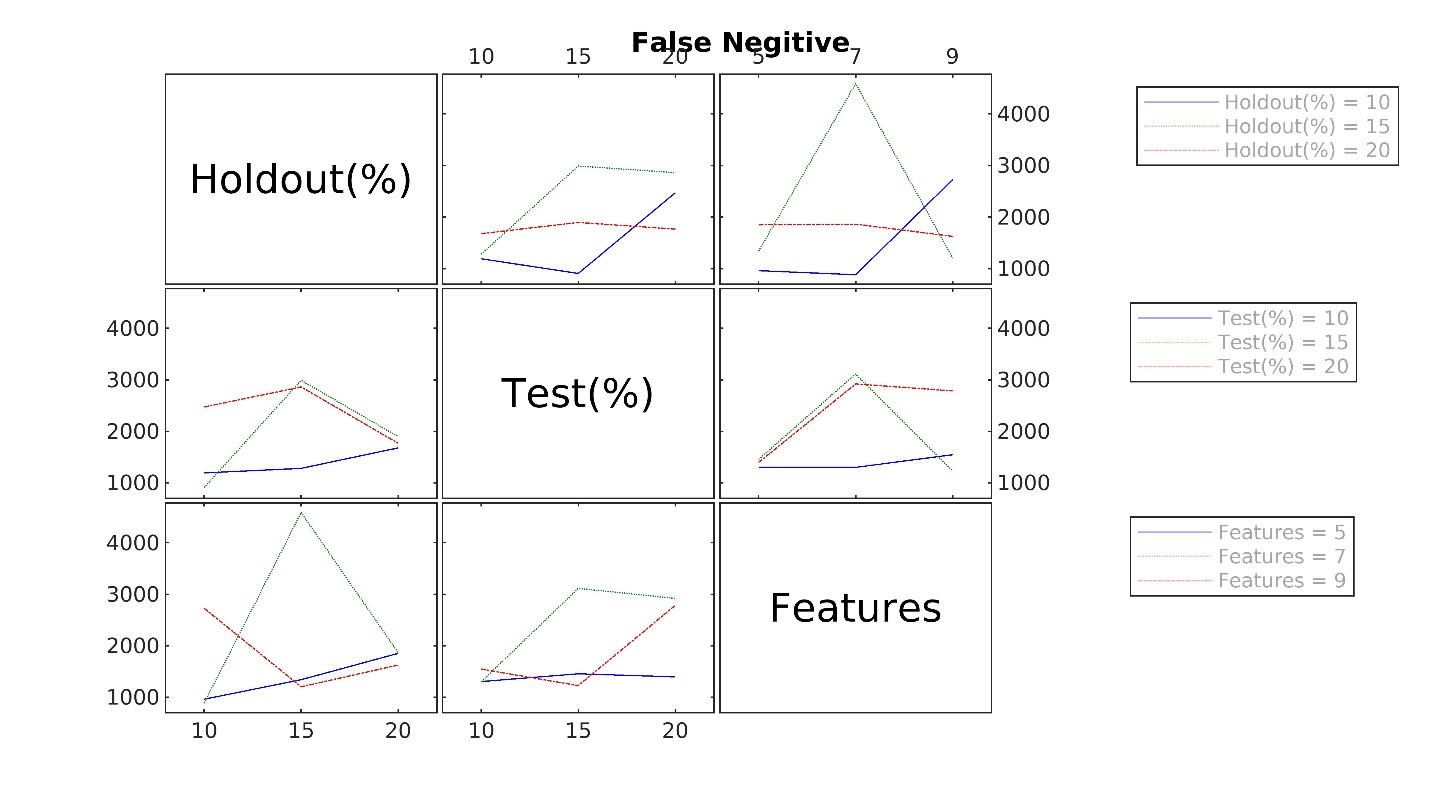 False Negitive
10 15 20 5 7 9
Holdout(%)
4000
3000
2000
1000
Holdout(%) = 10
Holdout(%) = 15
Holdout(%) = 20
4000
3000
2000
1000
Test(%)
4000
3000
2000
1000
Test(%) = 10
Test(%) = 15
Test(%) = 20
4000
3000
2000
1000
Features
Features = 5
Features = 7
Features = 9
10 15 20 10 15 20